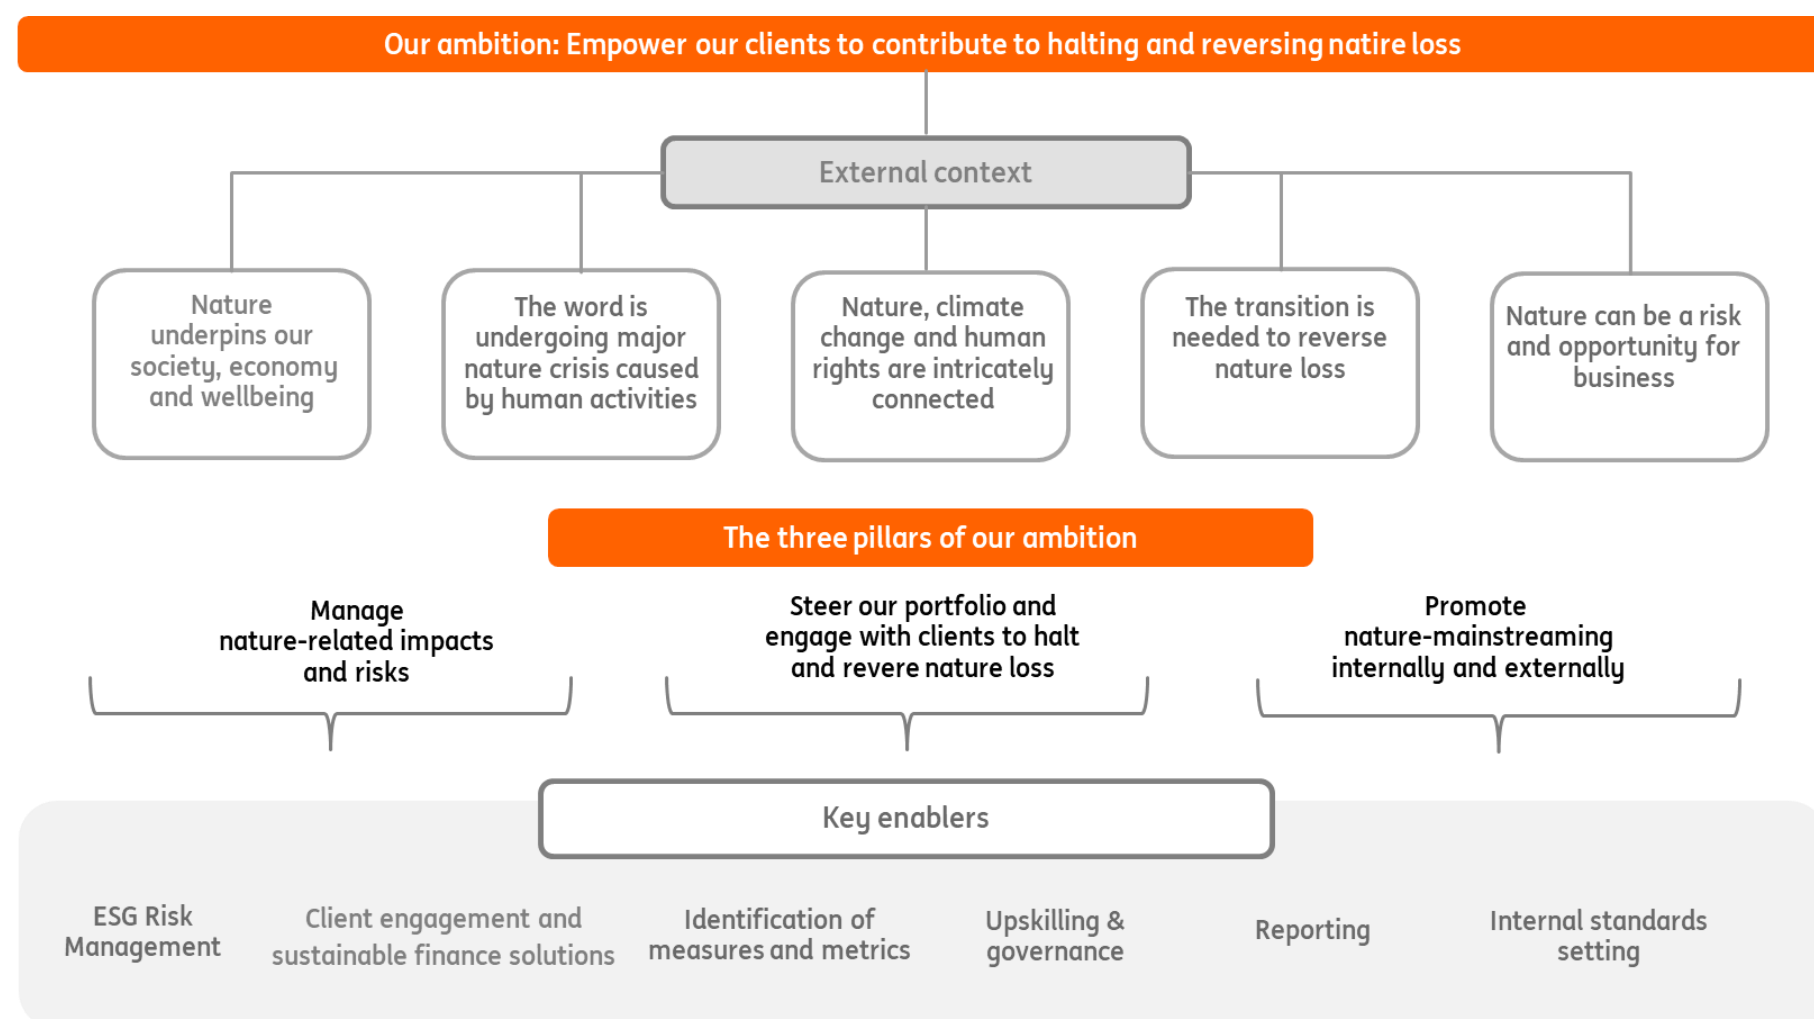 Our ambition: Empower our clients to contribute to halting and reversing natire loss
External context
Nature
underpins our
society, economy
and wellbeing
The word is
undergoing major
nature crisis caused
by human activities
Nature, climate
change and human
rights are intricately
connected
The transition is
needed to reverse
nature loss
Nature can be a risk
and opportunity for
business
The three pillars of our ambition
Manage
nature-related impacts
and risks
Steer our portfolio and
engage with clients to halt
and revere nature loss
Promote
nature-mainstreaming
internally and externally
Key enablers
ESG Risk
Management
Client engagement and
sustainable finance solutions
Identification of
measures and metrics
Upskilling &
governance
Reporting
Internal standards
setting